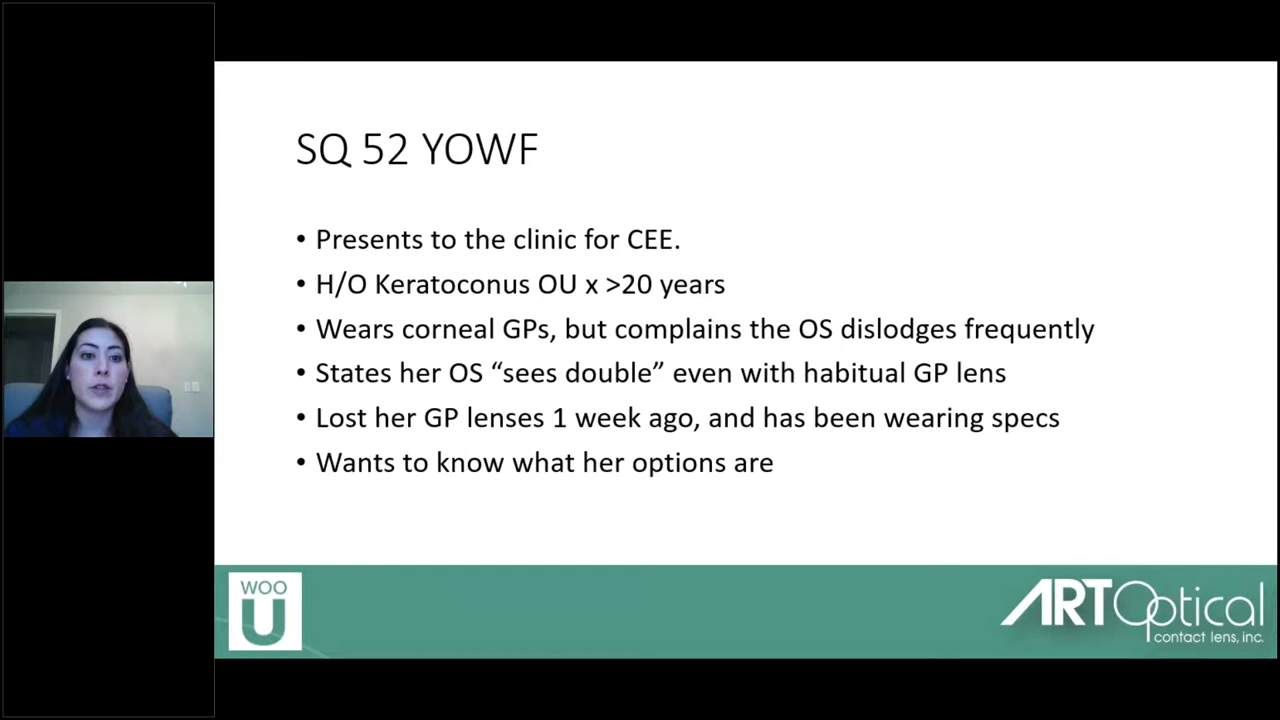 SQ 52 YOWF
• Presents to the clinic for CEE.
• H/O Keratoconus OU x >20 years
• Wears corneal GPs, but complains the OS dislodges frequently
• States her OS “sees double” even with habitual GP lens
• Lost her GP lenses 1 week ago, and has been wearing specs
• Wants to know what her options are
WOO
U
ART Optical
contact lens, inc.